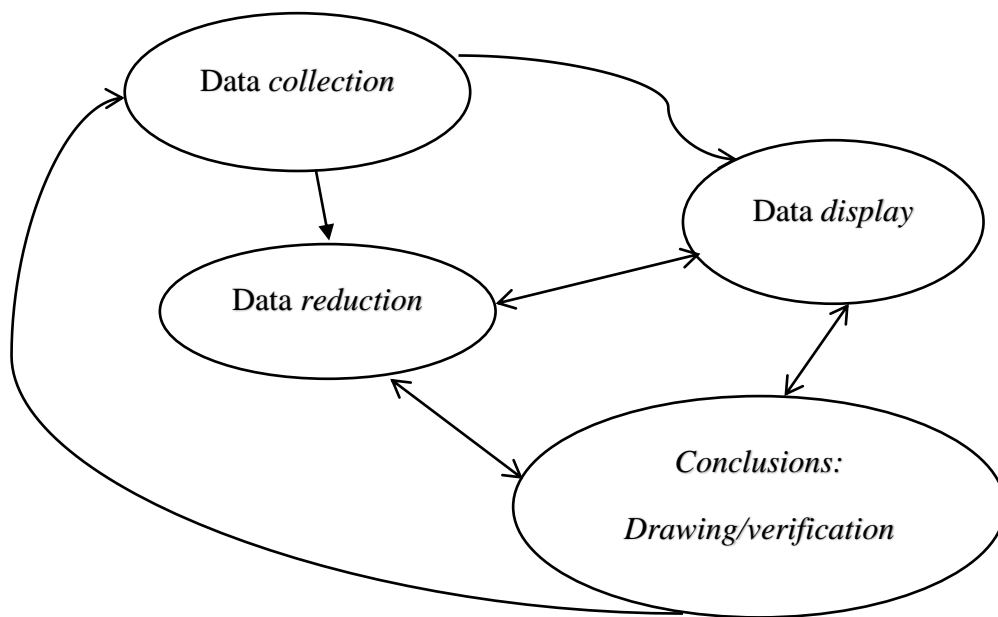 Data collection
Data display
Data reduction
Conclusions:
Drawing/verification